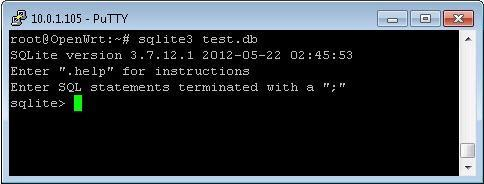 10.0.1.105 - PuTTY
root@OpenWrt:~# sqlite3 test.db
SQLite version 3.7.12.1 2012-05-22 02:45:53
Enter ".help" for instructions
Enter SQL statements terminated with a ";"
sqlite>